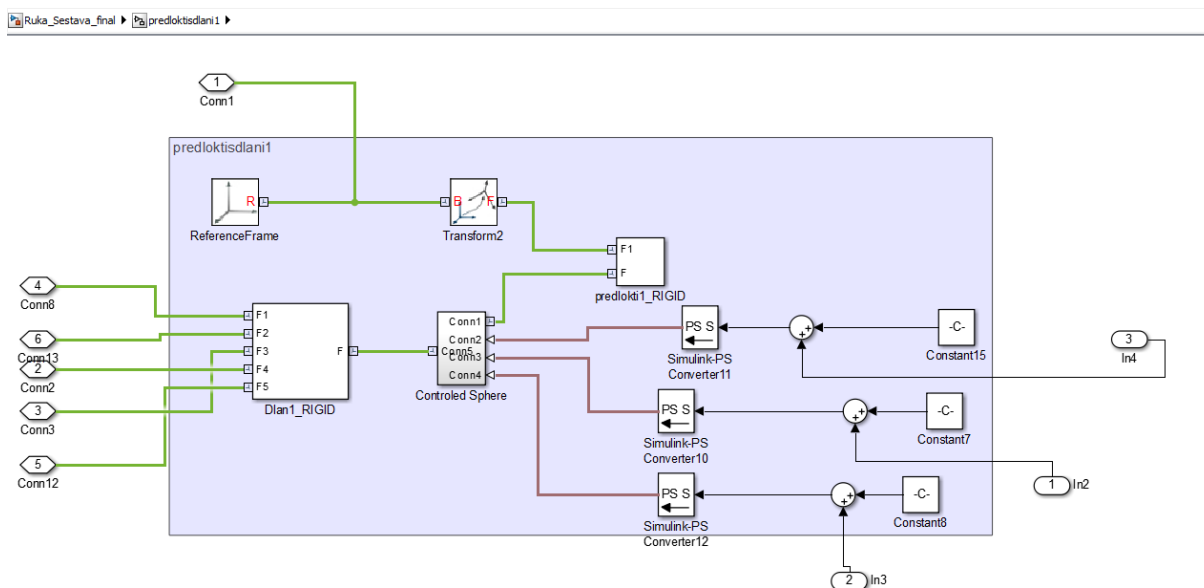 Ruka_Sestava_final ▶ predloktisdlani1 ▶
1
Conn1
predloktisdlani1
R
ReferenceFrame
B F
Transform2
F1
F
predlokti1_RIGID
4
Conn8
6
Conn13
2
Conn2
3
Conn3
5
Conn12
F1
F2
F3
F4
F5
F
Dlan1_RIGID
Conn1
Conn2
Conn3
Conn4
Conn5
Controled Sphere
PS S
Simulink-PS
Converter11
+
+
-C-
Constant15
3
In4
PS S
Simulink-PS
Converter10
+
+
-C-
Constant7
1
In2
PS S
Simulink-PS
Converter12
+
+
-C-
Constant8
2
In3